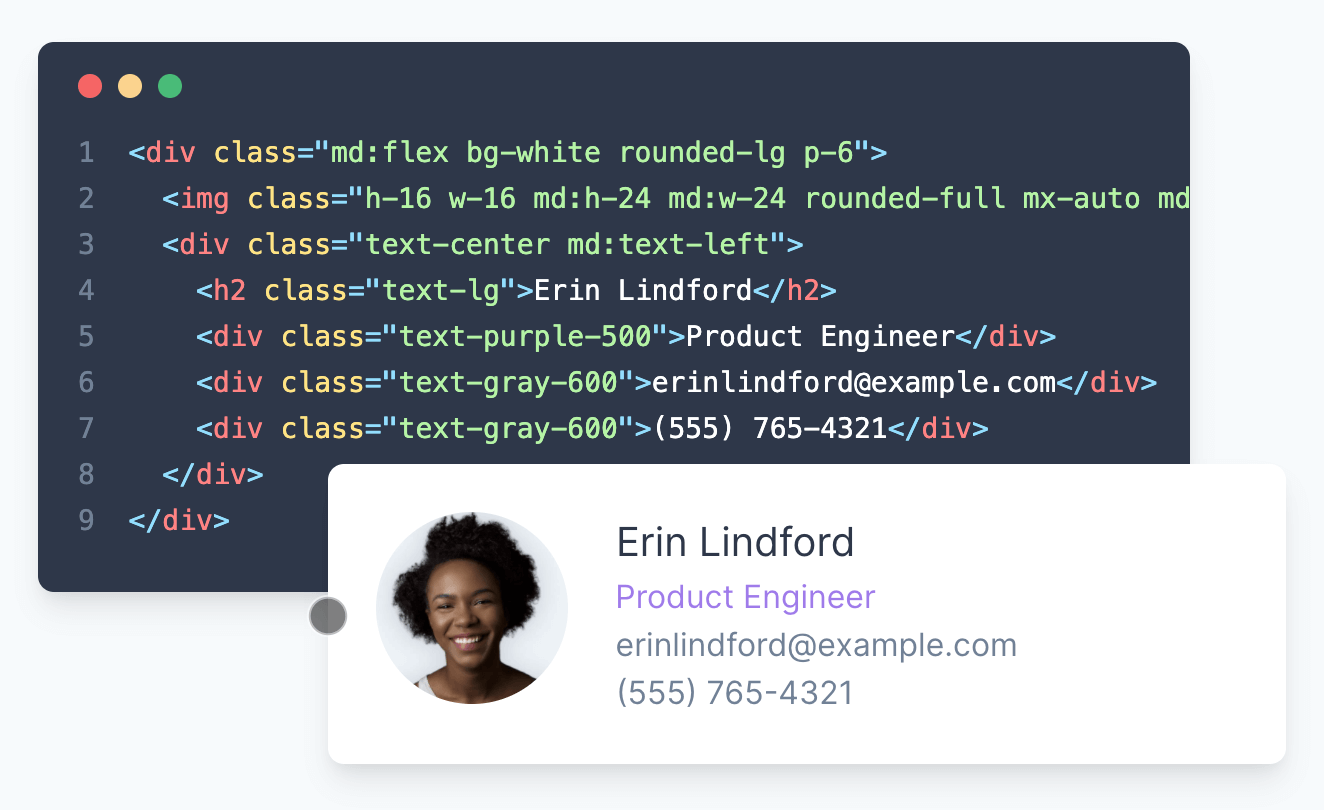 1 <div class="md:flex bg-white rounded-lg p-6">
2 <img class="h-16 w-16 md:h-24 md:w-24 rounded-full mx-auto md
3 <div class="text-center md:text-left">
4 <h2 class="text-lg">Erin Lindford</h2>
5 <div class="text-purple-500">Product Engineer</div>
6 <div class="text-gray-600">erinlindford@example.com</div>
7 <div class="text-gray-600">(555) 765-4321</div>
8 </div>
9 </div>
Erin Lindford
Product Engineer
erinlindford@example.com
(555) 765-4321